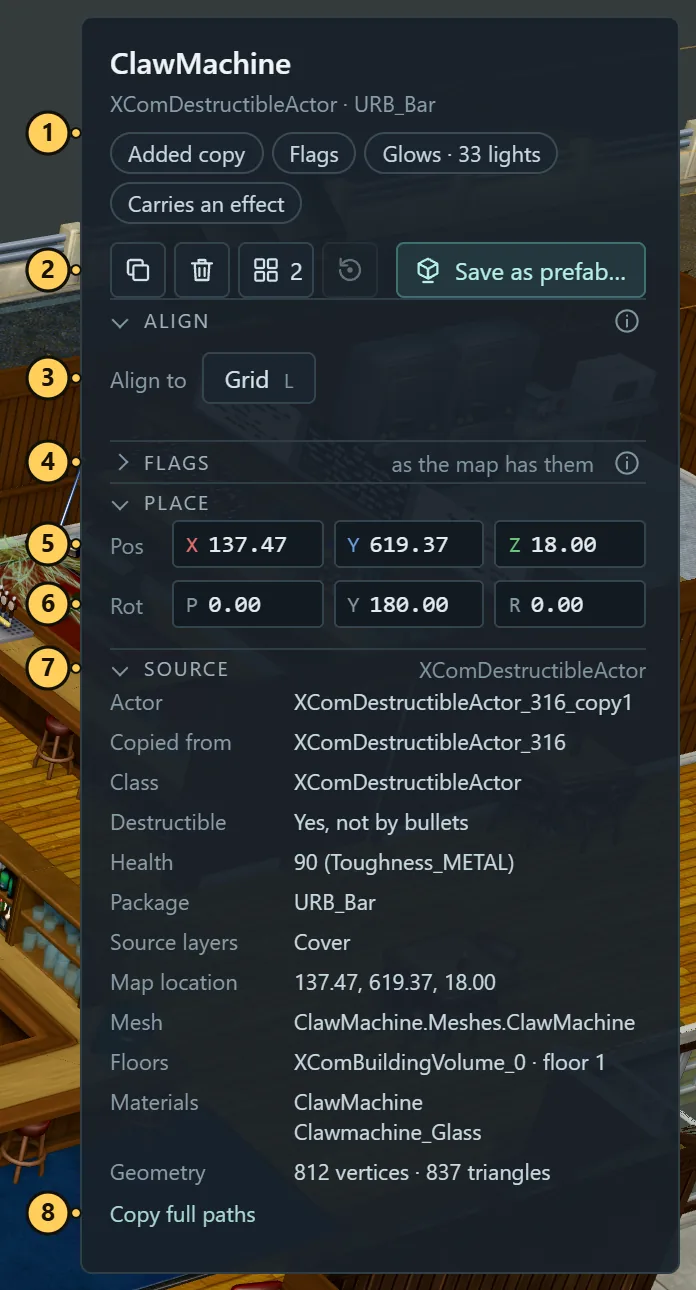 ClawMachine
XComDestructibleActor · URB_Bar
1
Added copy Flags Glows · 33 lights
Carries an effect
2 2 Save as prefab...
ALIGN
3 Align to Grid L
4 FLAGS as the map has them
PLACE
5 Pos X 137.47 Y 619.37 Z 18.00
6 Rot P 0.00 Y 180.00 R 0.00
7 SOURCE XComDestructibleActor
Actor XComDestructibleActor_316_copy1
Copied from XComDestructibleActor_316
Class XComDestructibleActor
Destructible Yes, not by bullets
Health 90 (Toughness_METAL)
Package URB_Bar
Source layers Cover
Map location 137.47, 619.37, 18.00
Mesh ClawMachine.Meshes.ClawMachine
Floors XComBuildingVolume_0 · floor 1
Materials ClawMachine
Clawmachine_Glass
Geometry 812 vertices · 837 triangles
8 Copy full paths